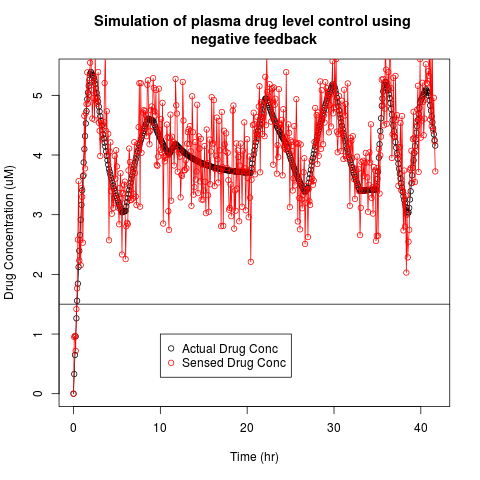 Simulation of plasma drug level control using
negative feedback
Drug Concentration (uM)
5
4
3
2
1
0
Actual Drug Conc
Sensed Drug Conc
0 10 20 30 40
Time (hr)